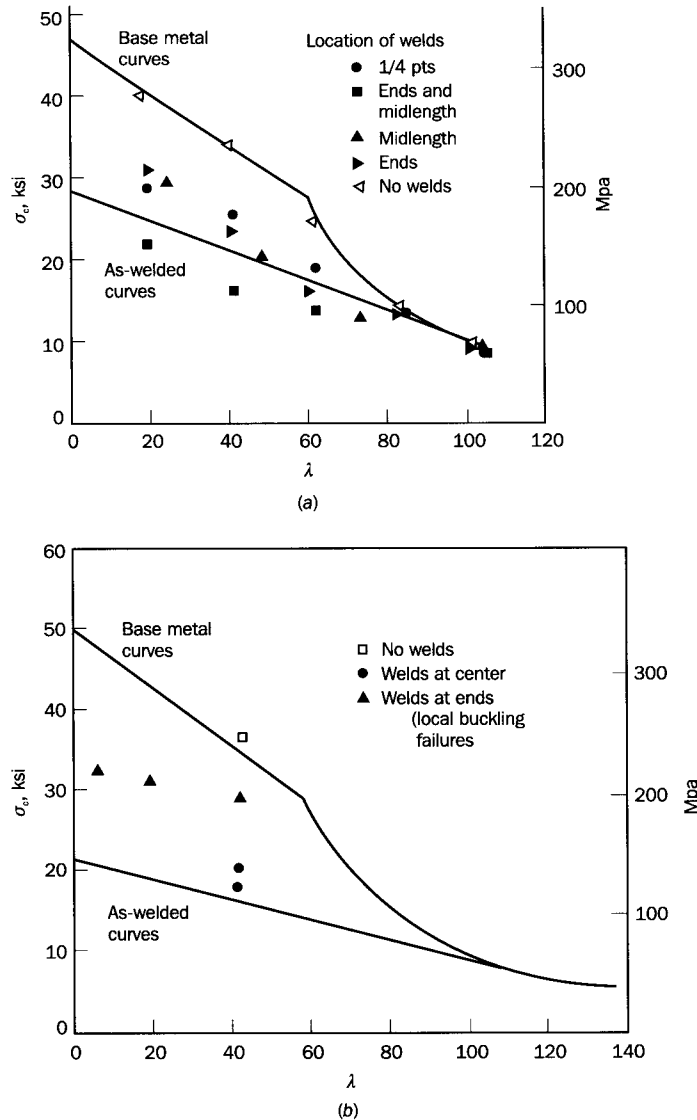 50
40
30
20
10
0
σc, ksi
Base metal
curves
As-welded
curves
Location of welds
1/4 pts
Ends and
midlength
Midlength
Ends
No welds
300
200
100
Mpa
0 20 40 60 80 100 120
λ
(a)
60
50
40
30
20
10
0
σc, ksi
Base metal
curves
As-welded
curves
No welds
Welds at center
Welds at ends
(local buckling
failures
300
200
100
Mpa
0 20 40 60 80 100 120 140
λ
(b)